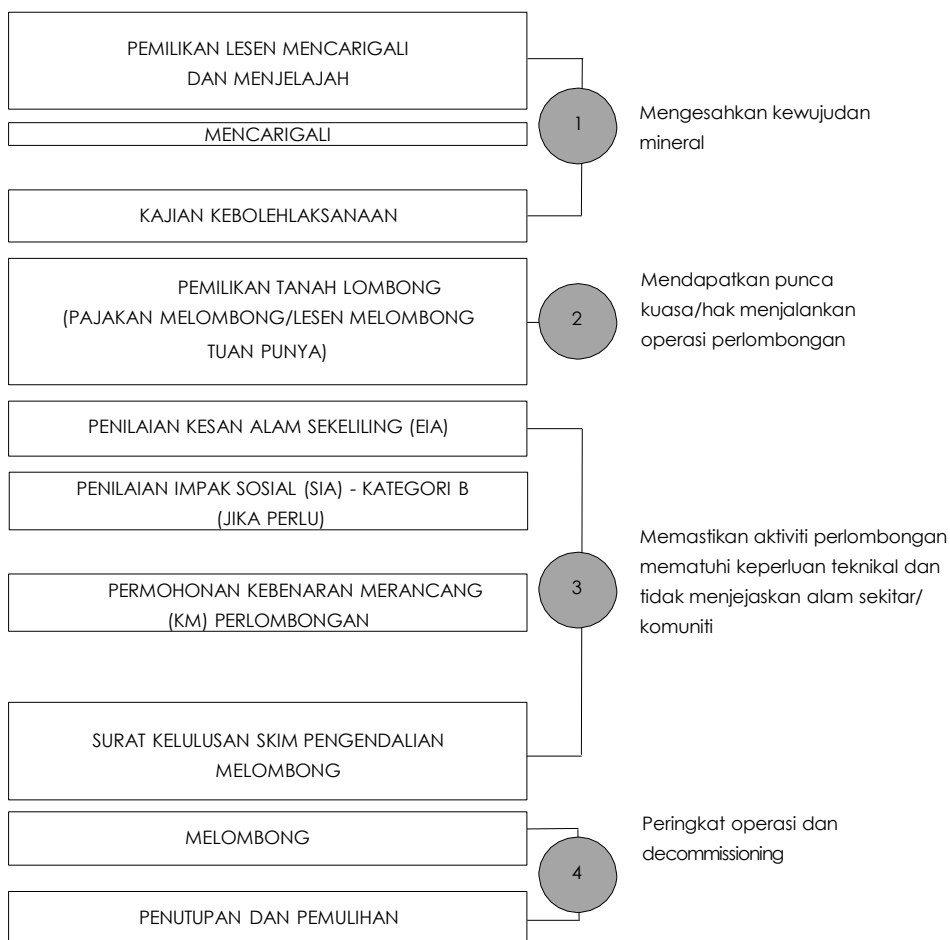 PEMILIKAN LESEN MENCARIGALI
DAN MENJELAJAH
MENCARIGALI
KAJIAN KEBOLEHLAKSANAAN
1
Mengesahkan kewujudan
mineral
PEMILIKAN TANAH LOMBONG
(PAJAKAN MELOMBONG/LESEN MELOMBONG
TUAN PUNYA)
2
Mendapatkan punca
kuasa/hak menjalankan
operasi perlombongan
PENILAIAN KESAN ALAM SEKELILING (EIA)
PENILAIAN IMPAK SOSIAL (SIA) - KATEGORI B
(JIKA PERLU)
PERMOHONAN KEBENARAN MERANCANG
(KM) PERLOMBONGAN
SURAT KELULUSAN SKIM PENGENDALIAN
MELOMBONG
3
Memastikan aktiviti perlombongan
mematuhi keperluan teknikal dan
tidak menjejaskan alam sekitar/
komuniti
MELOMBONG
PENUTUPAN DAN PEMULIHAN
4
Peringkat operasi dan
decommissioning